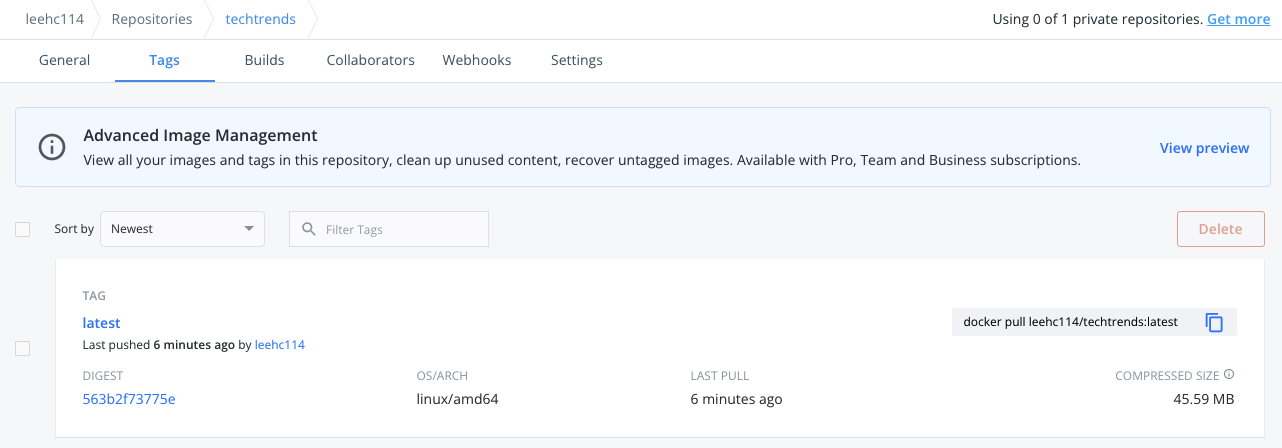 leehc114 Repositories techtrends Using 0 of 1 private repositories. Get more
General Tags Builds Collaborators Webhooks Settings
Advanced Image Management
View all your images and tags in this repository, clean up unused content, recover untagged images. Available with Pro, Team and Business subscriptions.
View preview
Sort by Newest Filter Tags Delete
TAG
latest
docker pull leehc114/techtrends:latest
Last pushed 6 minutes ago by leehc114
DIGEST OS/ARCH LAST PULL COMPRESSED SIZE
563b2f73775e linux/amd64 6 minutes ago 45.59 MB